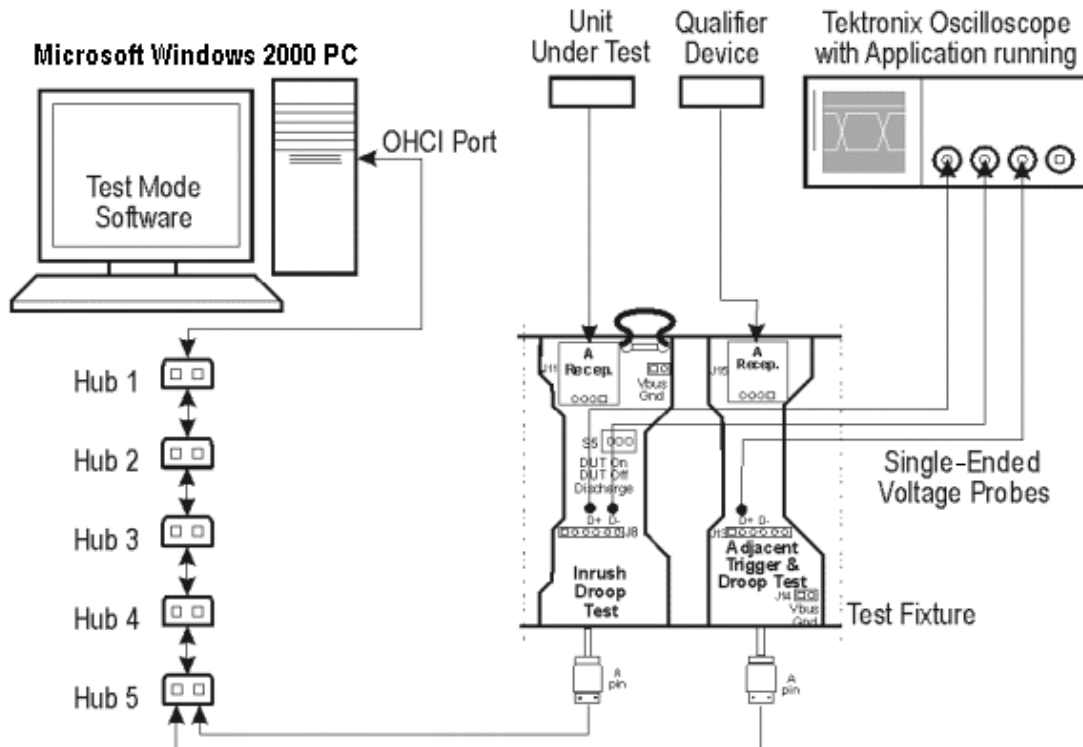 Microsoft Windows 2000 PC
Unit
Under Test
Qualifier
Device
Tektronix Oscilloscope
with Application running
OHCI Port
Test Mode
Software
Hub 1
Hub 2
Hub 3
Hub 4
Hub 5
J11
A
Recep.
Vbus
Gnd
S5
DUT On
DUT Off
Discharge
D+ D-
J8
Inrush
Droop
Test
J15
A
Recep.
D+ D-
J13
Adjacent
Trigger &
Droop Test
J14
Vbus
Gnd
Single-Ended
Voltage Probes
Test Fixture
A
pin
A
pin